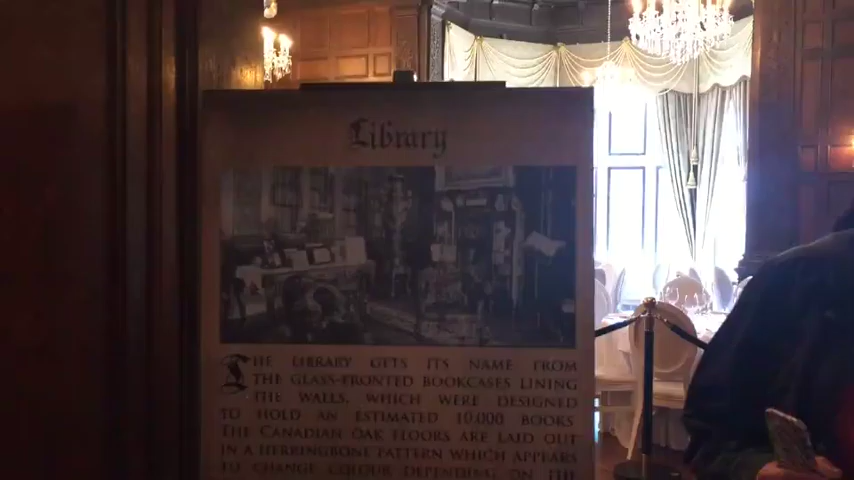 Library
THE LIBRARY GETS ITS NAME FROM
THE GLASS-FRONTED BOOKCASES LINING
THE WALLS, WHICH WERE DESIGNED
TO HOLD AN ESTIMATED 10,000 BOOKS.
THE CANADIAN OAK FLOORS ARE LAID OUT
IN A HERRINGBONE PATTERN WHICH APPEARS
TO CHANGE COLOUR DEPENDING ON THE